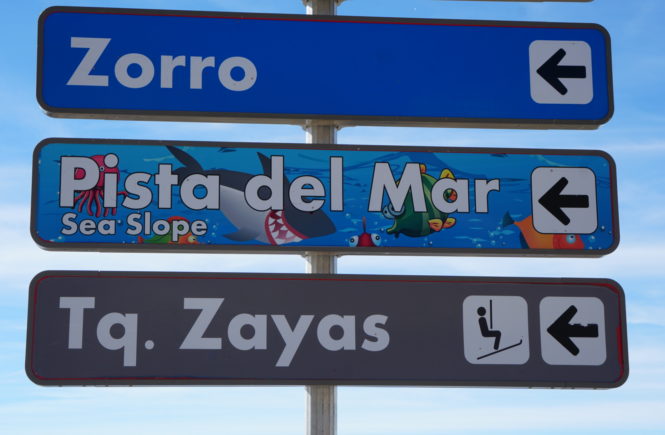 Zorro
Pista del Mar
Sea Slope
Tq. Zayas